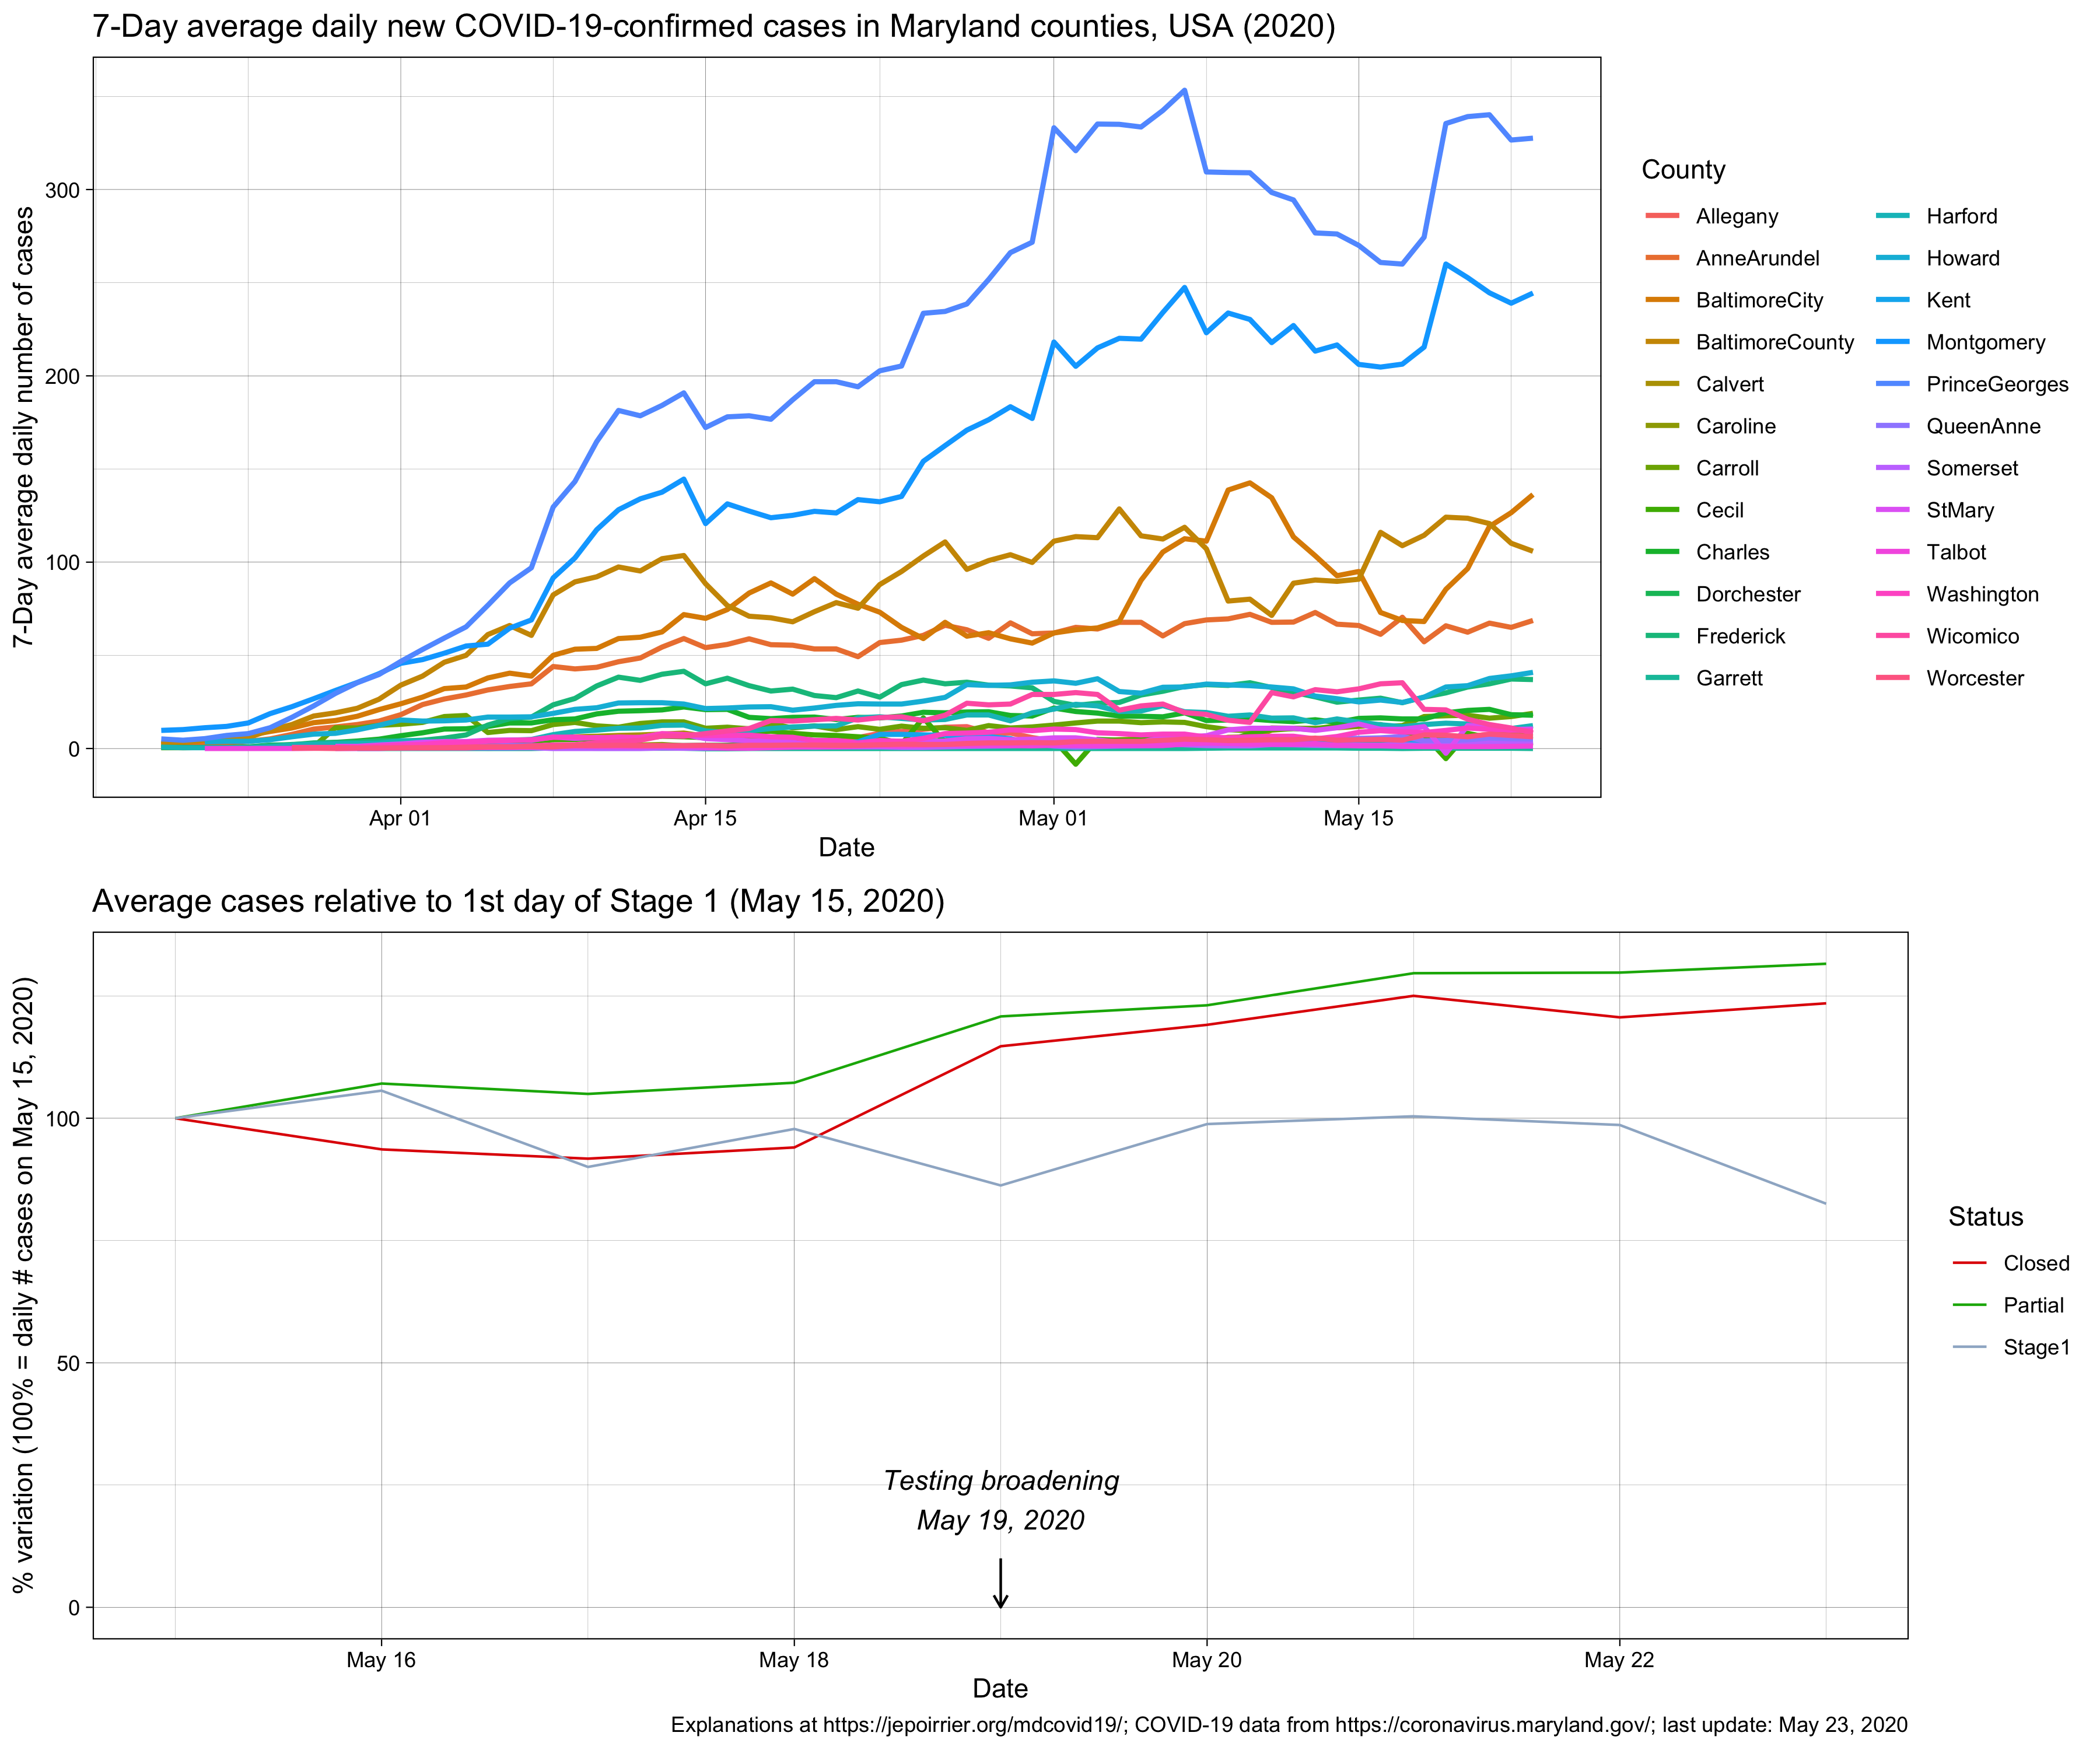 7-Day average daily new COVID-19-confirmed cases in Maryland counties, USA (2020)
7-Day average daily number of cases
300
200
100
0
Apr 01
Apr 15
May 01
May 15
Date
County
Allegany
AnneArundel
BaltimoreCity
BaltimoreCounty
Calvert
Caroline
Carroll
Cecil
Charles
Dorchester
Frederick
Garrett
Harford
Howard
Kent
Montgomery
PrinceGeorges
QueenAnne
Somerset
StMary
Talbot
Washington
Wicomico
Worcester
Average cases relative to 1st day of Stage 1 (May 15, 2020)
% variation (100% = daily # cases on May 15, 2020)
100
50
0
Testing broadening
May 19, 2020
May 16
May 18
May 20
May 22
Date
Status
Closed
Partial
Stage1
Explanations at https://jepoirrier.org/mdcovid19/; COVID-19 data from https://coronavirus.maryland.gov/; last update: May 23, 2020